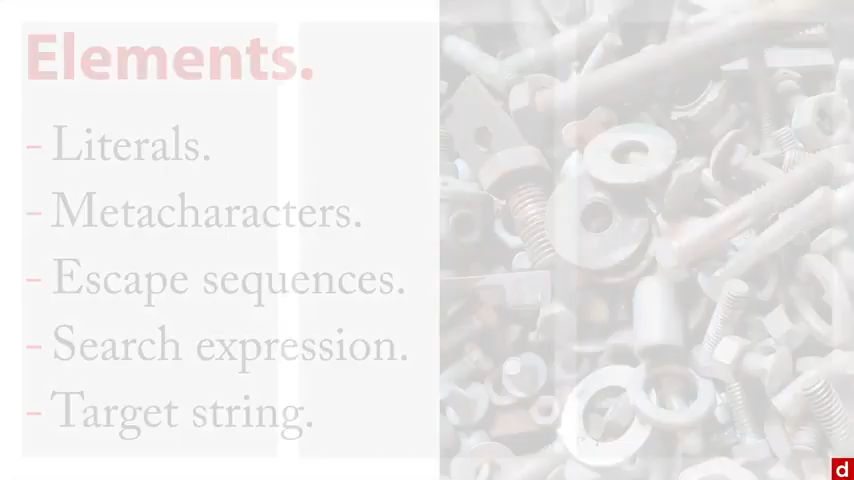 Elements.
- Literals.
- Metacharacters.
- Escape sequences.
- Search expression.
- Target string.
d